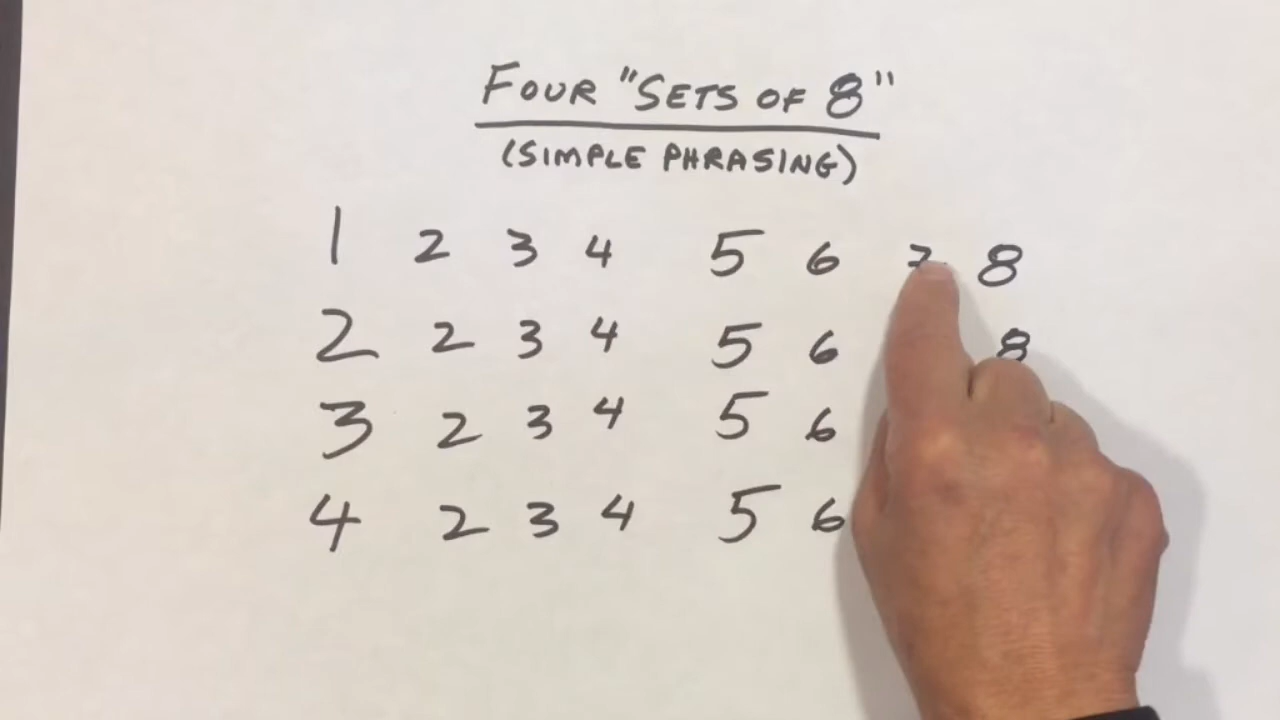 FOUR "SETS OF 8"
(SIMPLE PHRASING)
1 2 3 4 5 6 7 8
2 2 3 4 5 6 8
3 2 3 4 5 6
4 2 3 4 5 6